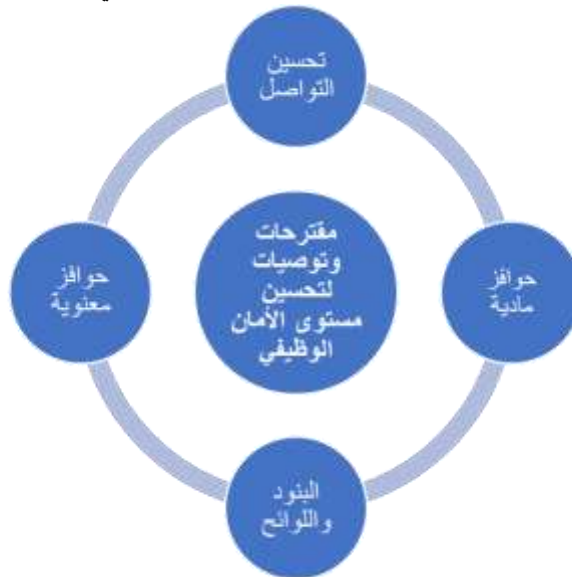 تحسين
التواصل
مقترحات
وتوصيات
لتحسين
مستوى الأمان
الوظيفي
حوافز
مادية
حوافز
معنوية
البنود
واللوائح